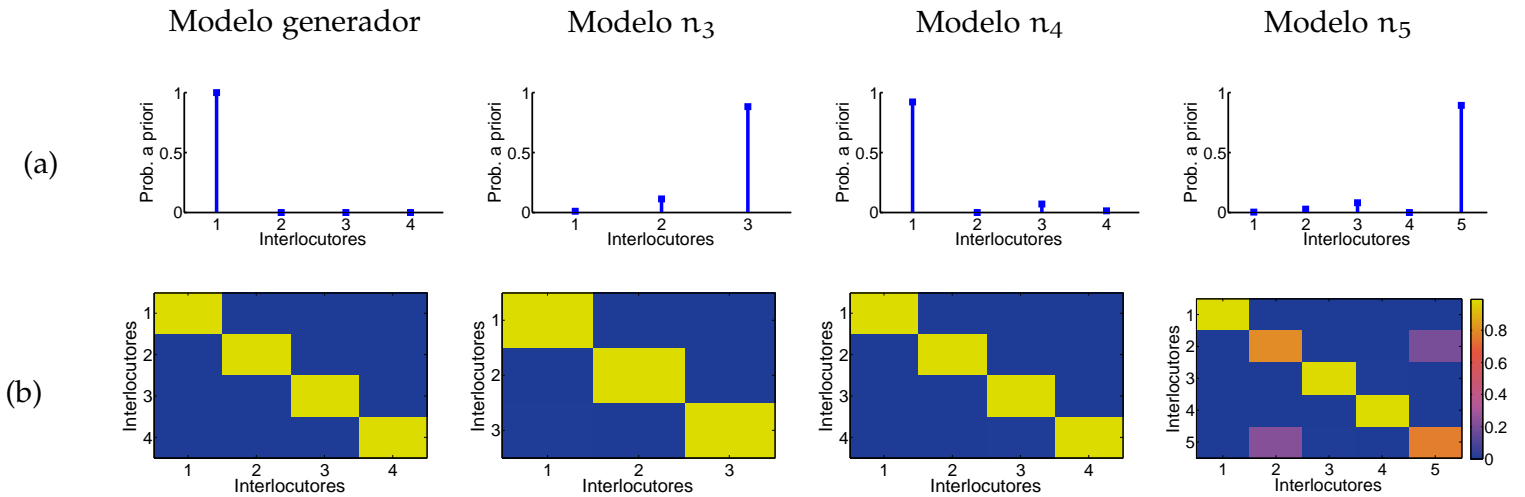 Modelo generador
Modelo n₃
Modelo n₄
Modelo n₅
(a)
Prob. a priori
1
0.5
0
1 2 3 4
Interlocutores
Prob. a priori
1
0.5
0
1 2 3
Interlocutores
Prob. a priori
1
0.5
0
1 2 3 4
Interlocutores
Prob. a priori
1
0.5
0
1 2 3 4 5
Interlocutores
(b)
Interlocutores
1
2
3
4
1 2 3 4
Interlocutores
Interlocutores
1
2
3
1 2 3
Interlocutores
Interlocutores
1
2
3
4
1 2 3 4
Interlocutores
Interlocutores
1
2
3
4
5
1 2 3 4 5
Interlocutores
0.8
0.6
0.4
0.2
0